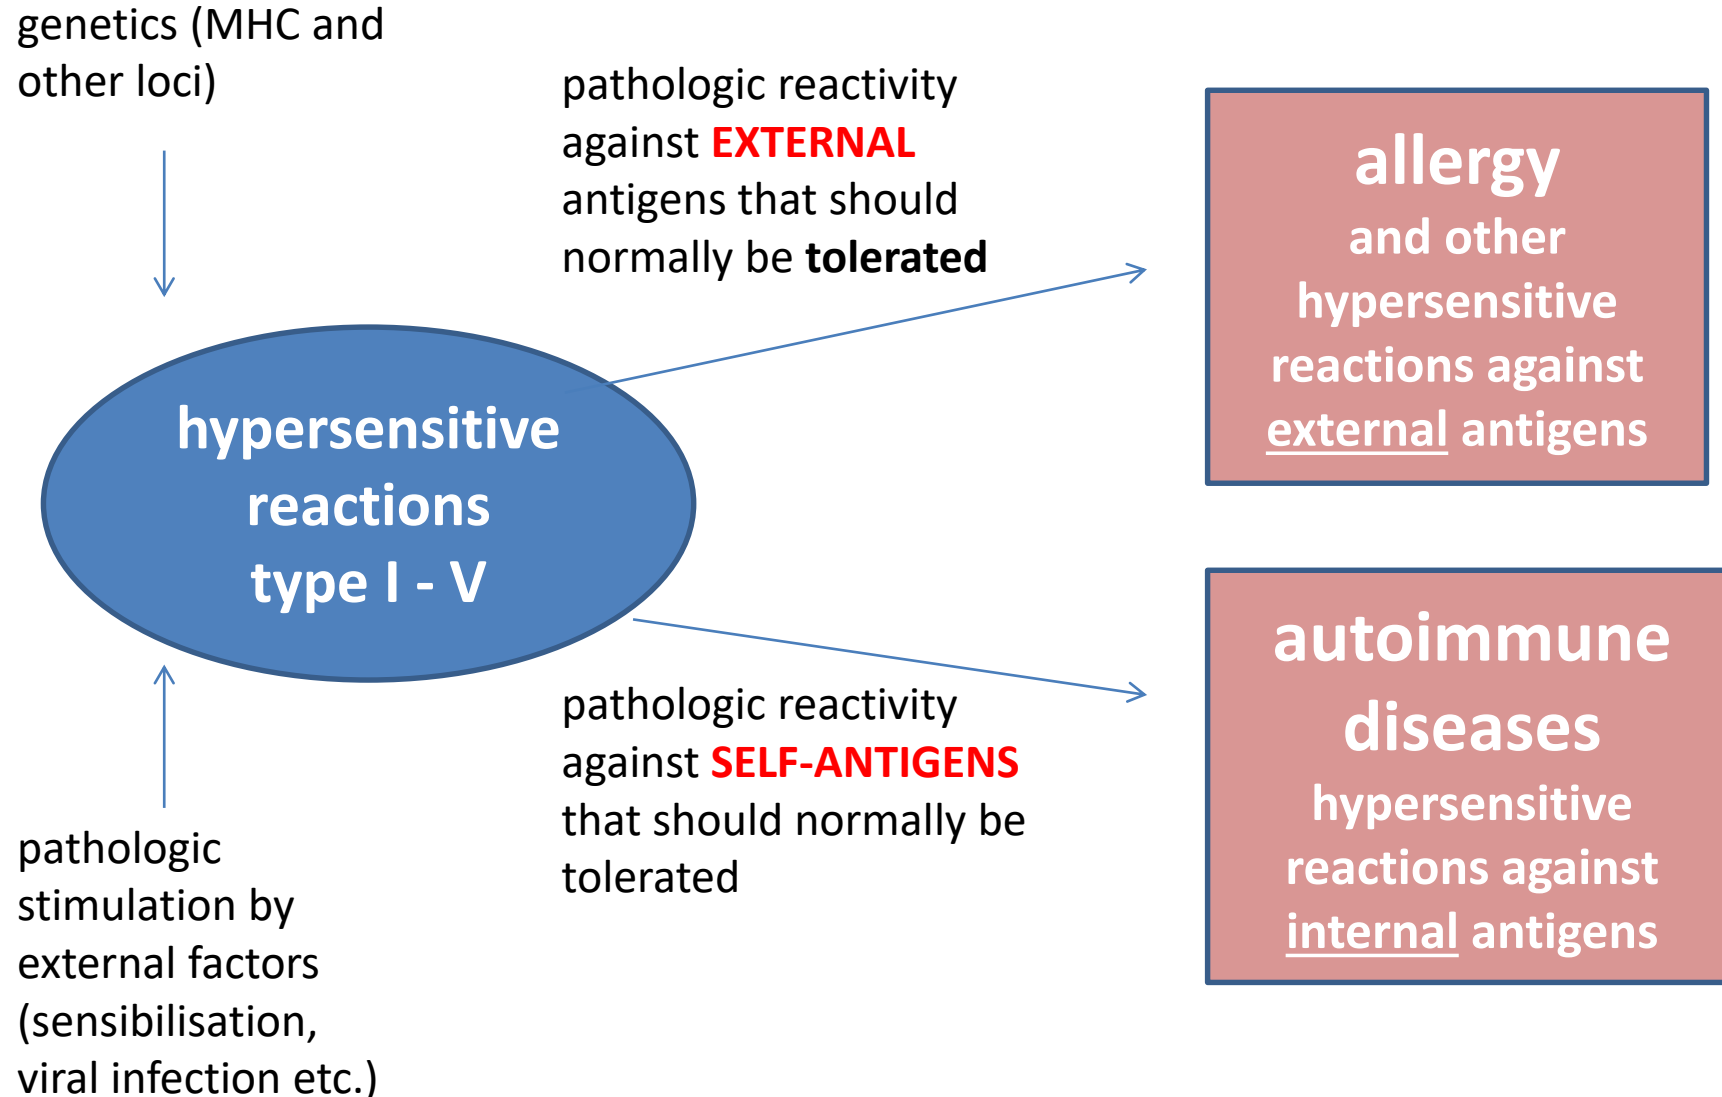 genetics (MHC and
other loci)
pathologic reactivity
against EXTERNAL
antigens that should
normally be tolerated
allergy
and other
hypersensitive
reactions against
external antigens
hypersensitive
reactions
type I - V
pathologic reactivity
against SELF-ANTIGENS
that should normally be
tolerated
autoimmune
diseases
hypersensitive
reactions against
internal antigens
pathologic
stimulation by
external factors
(sensibilisation,
viral infection etc.)